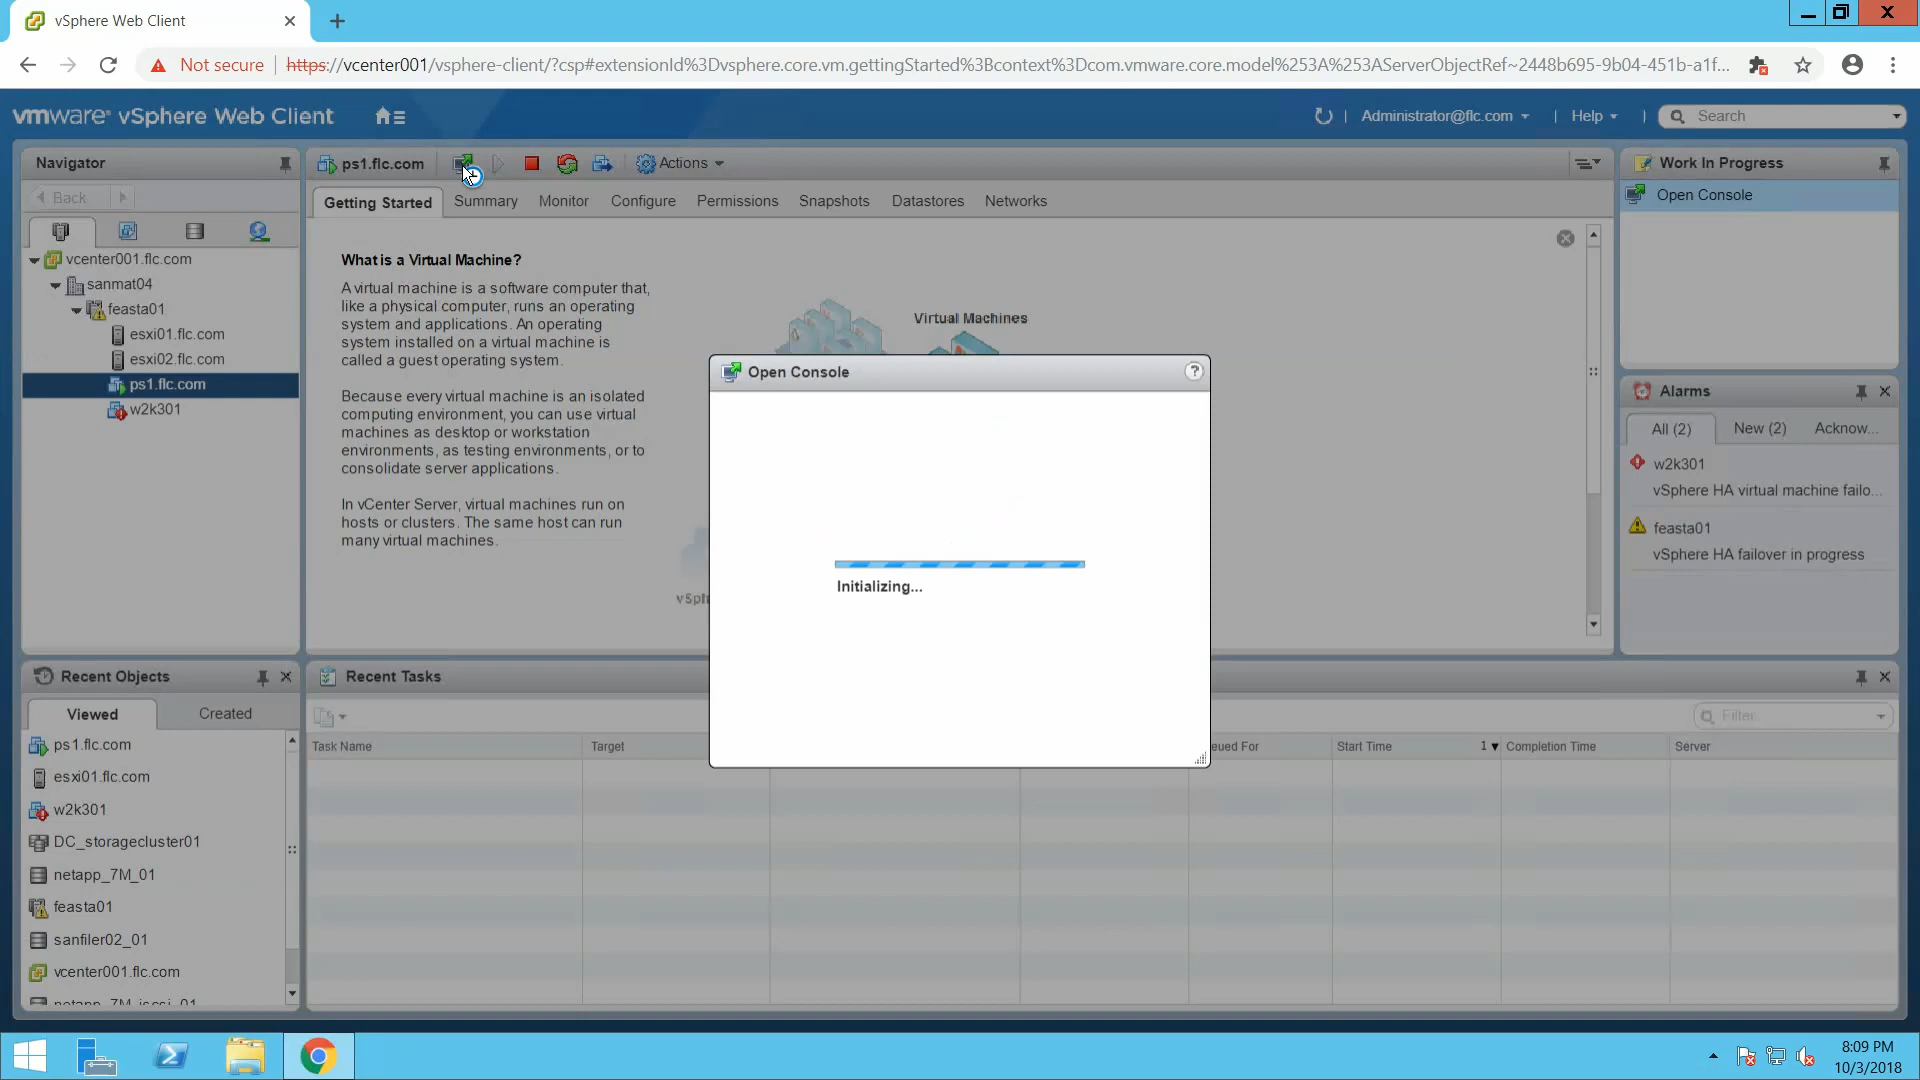 vSphere Web Client
Not secure
https://vcenter001/vsphere-client/?csp#extensionId%3Dvsphere.core.vm.gettingStarted%3Bcontext%3Dcom.vmware.core.model%253A%253AServerObjectRef~2448b695-9b04-451b-a1f...
vmware® vSphere Web Client
Administrator@flc.com
Help
Search
Navigator
ps1.flc.com
Actions
Work In Progress
Back
Getting Started
Summary
Monitor
Configure
Permissions
Snapshots
Datastores
Networks
Open Console
vcenter001.flc.com
sanmat04
feasta01
esxi01.flc.com
esxi02.flc.com
ps1.flc.com
w2k301
What is a Virtual Machine?
A virtual machine is a software computer that,
like a physical computer, runs an operating
system and applications. An operating
system installed on a virtual machine is
called a guest operating system.
Because every virtual machine is an isolated
computing environment, you can use virtual
machines as desktop or workstation
environments, as testing environments, or to
consolidate server applications.
In vCenter Server, virtual machines run on
hosts or clusters. The same host can run
many virtual machines.
Virtual Machines
vSph
Open Console
?
Initializing...
Alarms
All (2)
New (2)
Acknow...
w2k301
vSphere HA virtual machine failo...
feasta01
vSphere HA failover in progress
Recent Objects
Viewed
Created
ps1.flc.com
esxi01.flc.com
w2k301
DC_storagecluster01
netapp_7M_01
feasta01
sanfiler02_01
vcenter001.flc.com
netapp_7M_iscsi_01
Recent Tasks
Filter
Task Name
Target
eued For
Start Time
1
Completion Time
Server
8:09 PM
10/3/2018